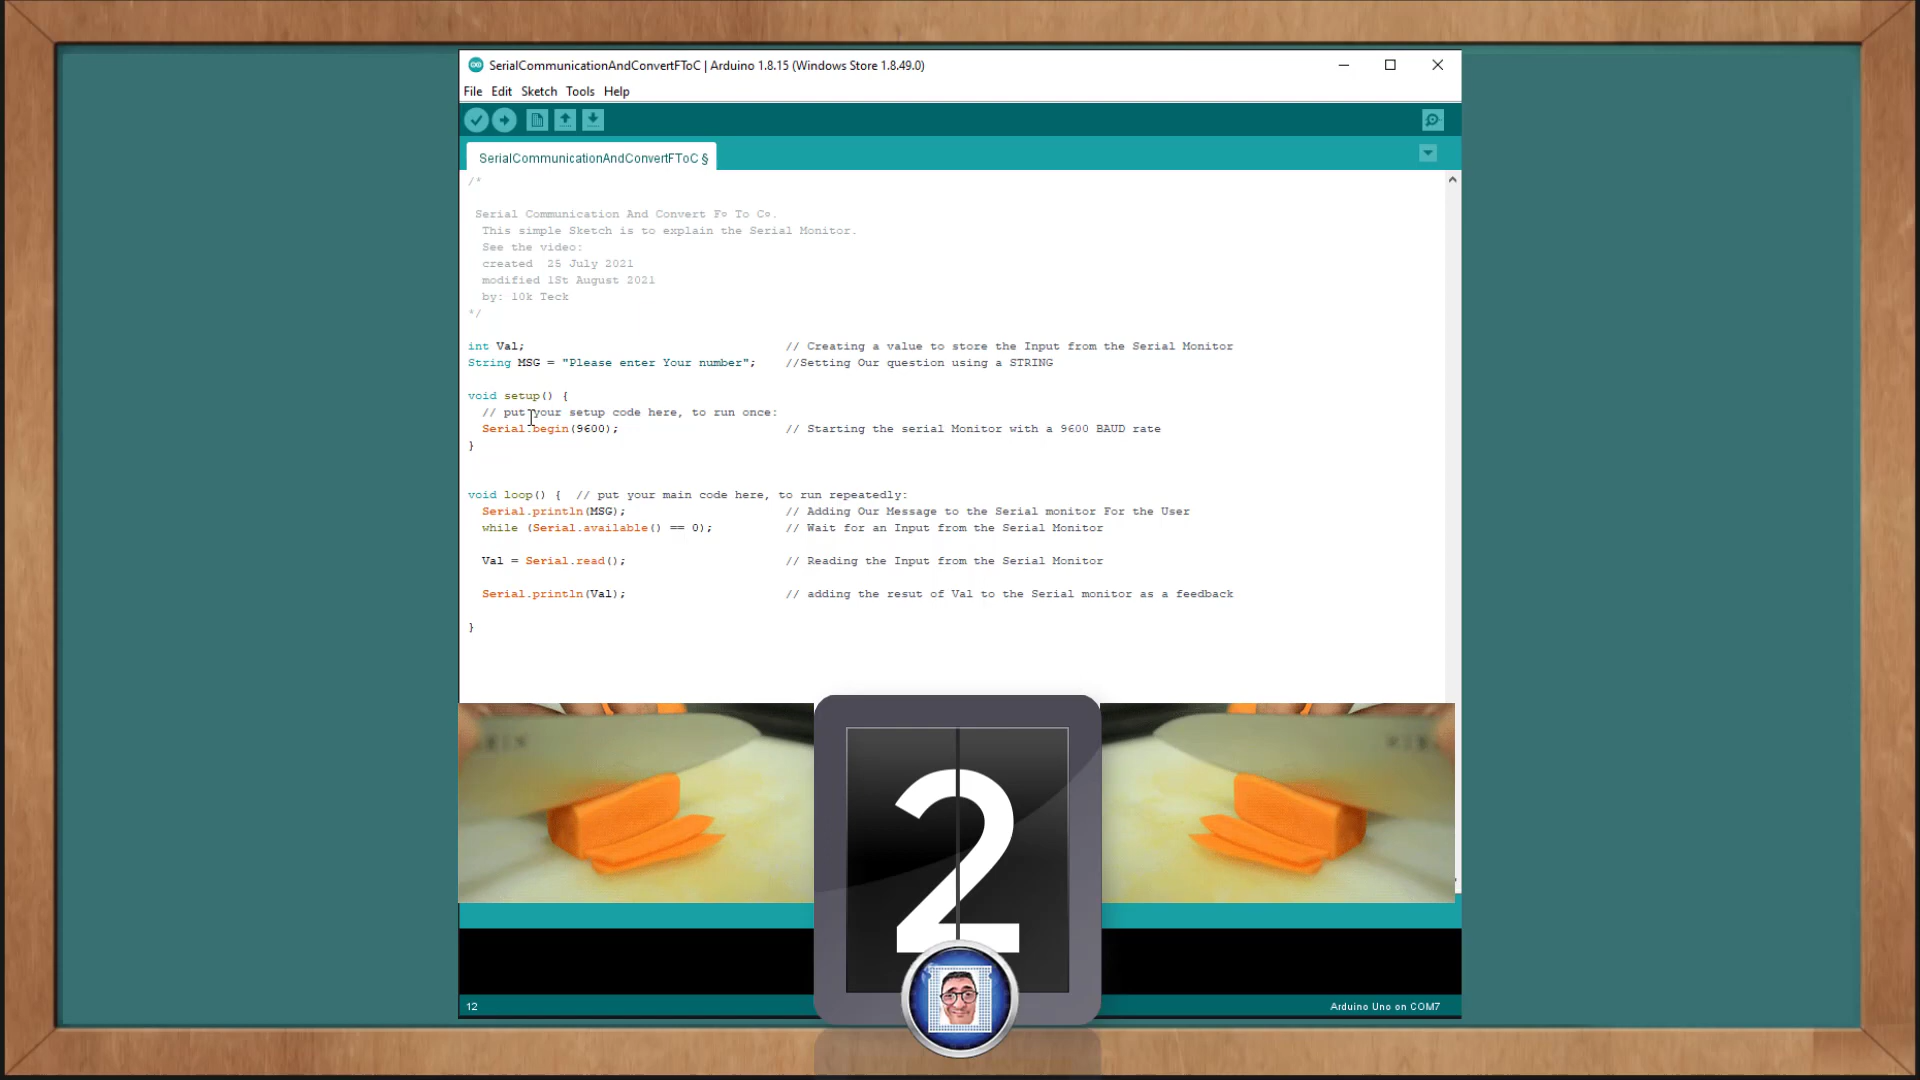 SerialCommunicationAndConvertFToC | Arduino 1.8.15 (Windows Store 1.8.49.0)
File Edit Sketch Tools Help
SerialCommunicationAndConvertFToC §
/*
Serial Communication And Convert Fº To Cº.
This simple Sketch is to explain the Serial Monitor.
See the video:
created  25 July 2021
modified 1St August 2021
by: 10k Teck
*/
int Val; // Creating a value to store the Input from the Serial Monitor
String MSG = "Please enter Your number"; //Setting Our question using a STRING
void setup() {
// put your setup code here, to run once:
Serial.begin(9600); // Starting the serial Monitor with a 9600 BAUD rate
}
void loop() {  // put your main code here, to run repeatedly:
Serial.println(MSG); // Adding Our Message to the Serial monitor For the User
while (Serial.available() == 0); // Wait for an Input from the Serial Monitor
Val = Serial.read(); // Reading the Input from the Serial Monitor
Serial.println(Val); // adding the resut of Val to the Serial monitor as a feedback
}
2
12 Arduino Uno on COM7